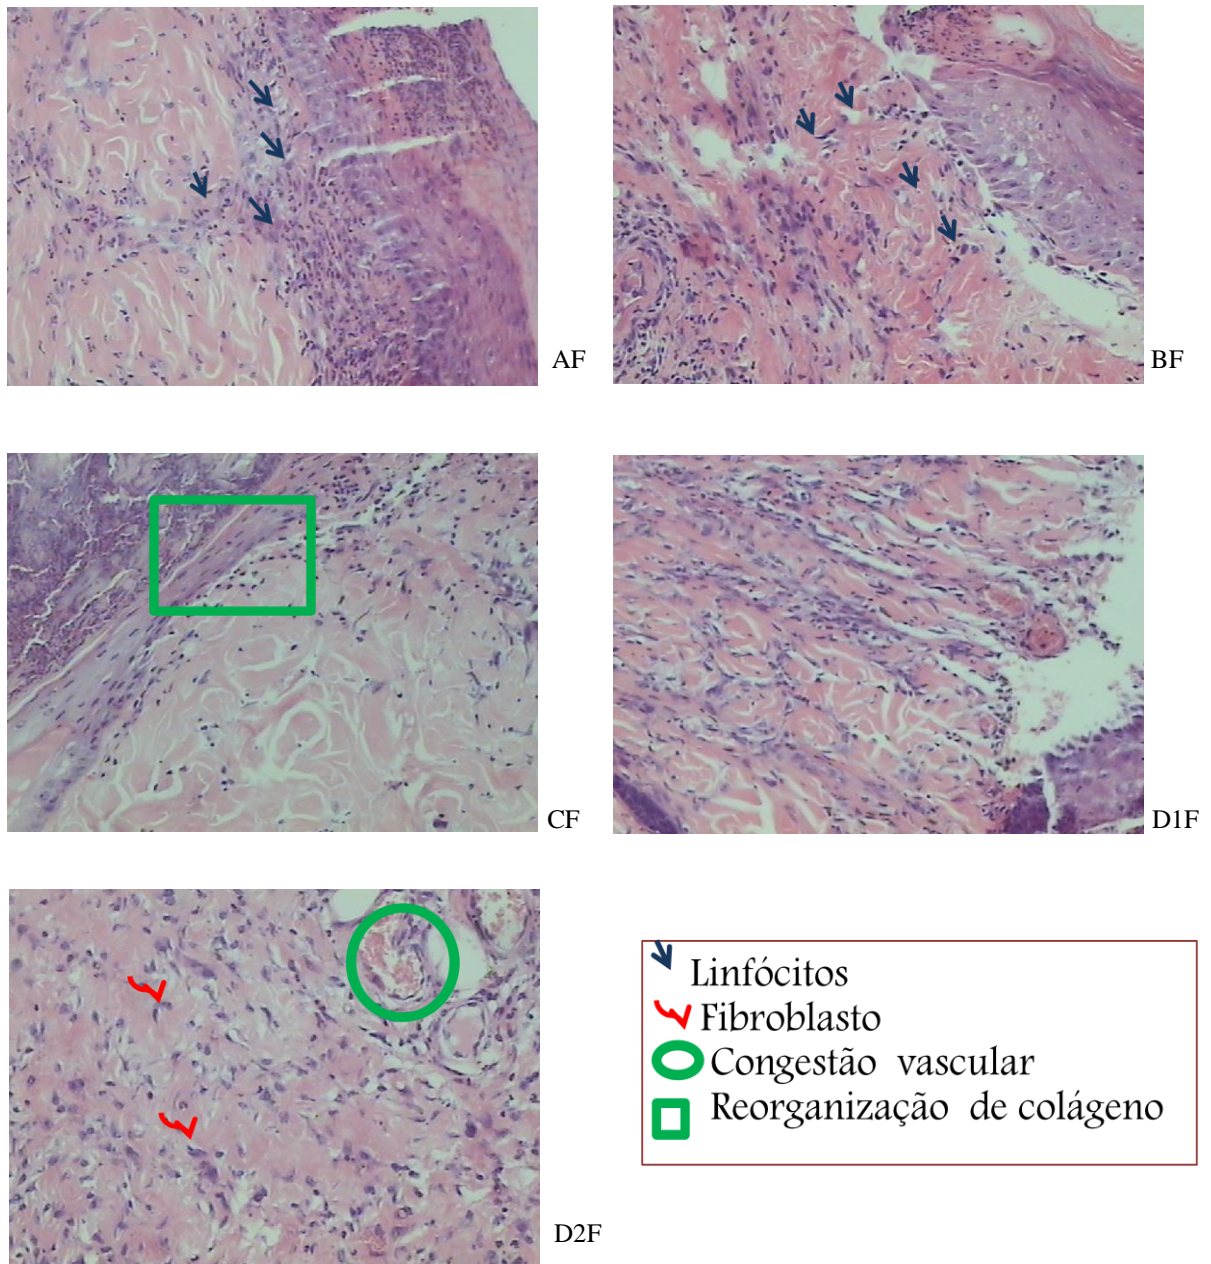 AF
BF
CF
D1F
D2F
Linfócitos
Fibroblasto
Congestão vascular
Reorganização de colágeno